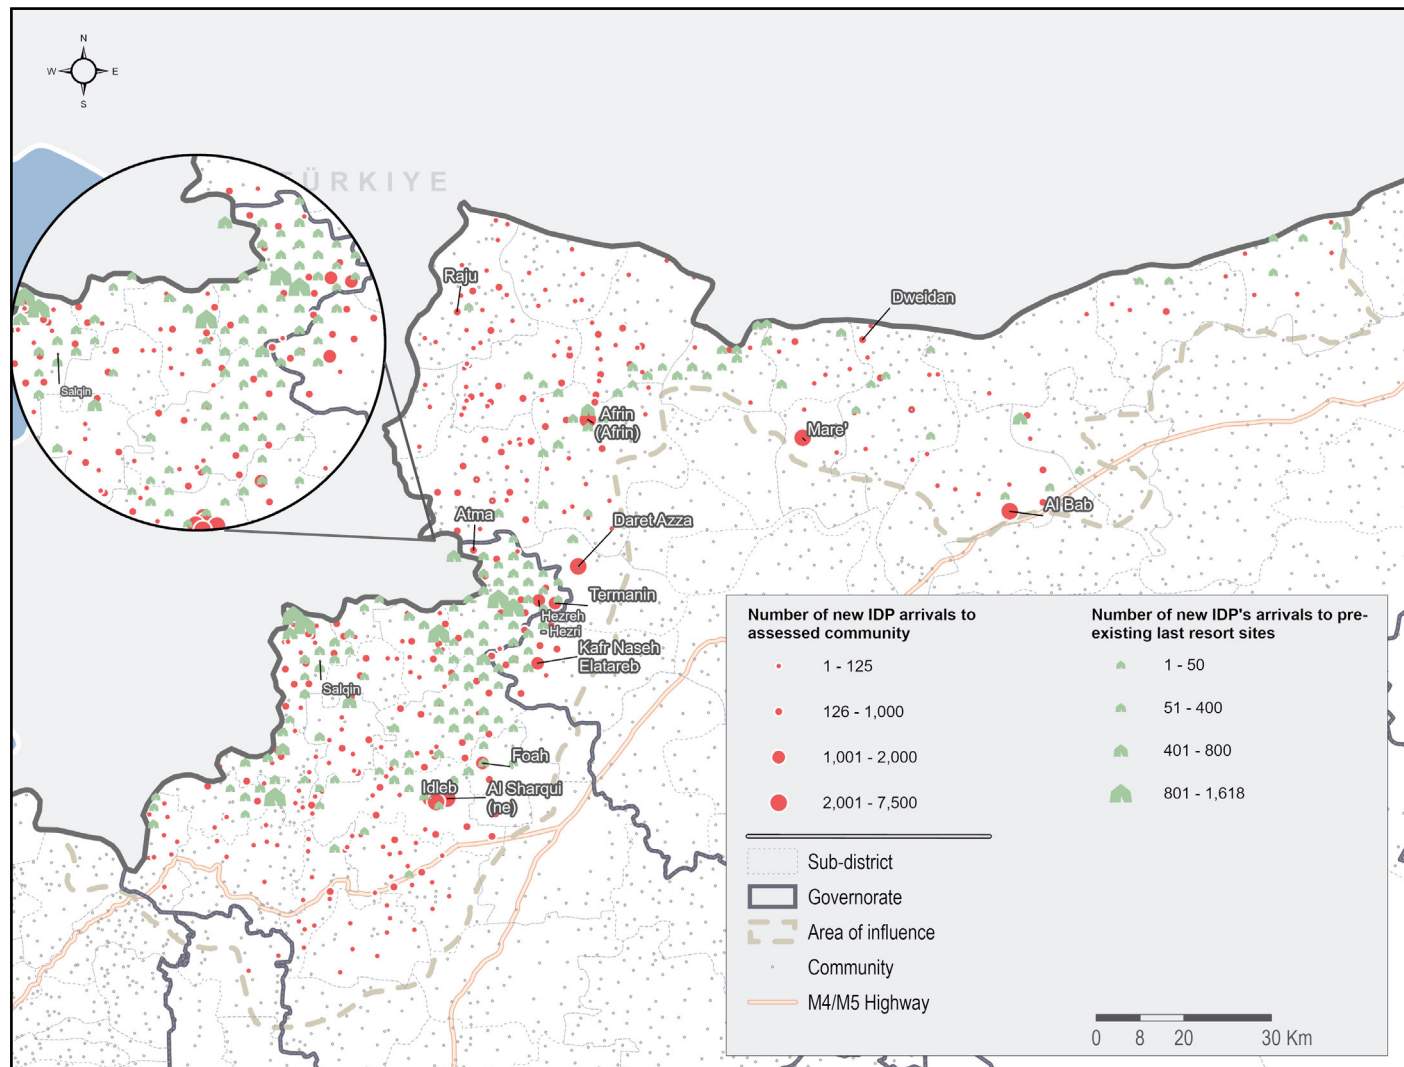 N
W
E
S
TÜRKIYE
Raju
Dweidan
Salqin
Afrin
(Afrin)
Mare'
Al Bab
Atma
Daret Azza
Termanin
Hezreh
- Hezri
Kafr Naseh
Elatareb
Salqin
Foah
Idleb
Al Sharqui
(ne)
Number of new IDP arrivals to
assessed community
1 - 125
126 - 1,000
1,001 - 2,000
2,001 - 7,500
Number of new IDP's arrivals to pre-
existing last resort sites
1 - 50
51 - 400
401 - 800
801 - 1,618
Sub-district
Governorate
Area of influence
Community
M4/M5 Highway
0 8 20 30 Km